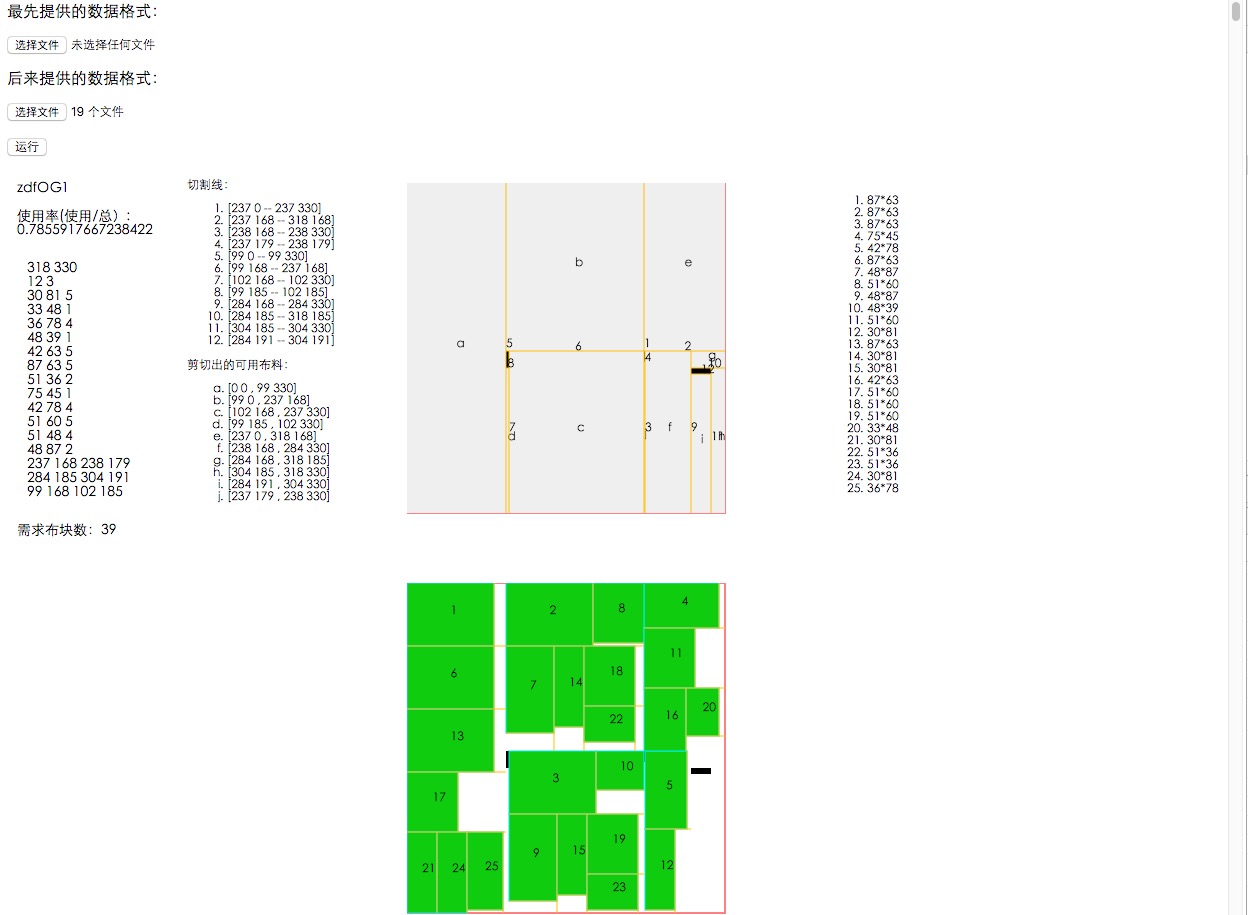 最先提供的数据格式：
选择文件 未选择任何文件
后来提供的数据格式：
选择文件 19 个文件
运行
zdfOG1
使用率(使用/总）：
0.7855917667238422
318 330
12 3
30 81 5
33 48 1
36 78 4
48 39 1
42 63 5
87 63 5
51 36 2
75 45 1
42 78 4
51 60 5
51 48 4
48 87 2
237 168 238 179
284 185 304 191
99 168 102 185
需求布块数：39
切割线：
1. [237 0 -- 237 330]
2. [237 168 -- 318 168]
3. [238 168 -- 238 330]
4. [237 179 -- 238 179]
5. [99 0 -- 99 330]
6. [99 168 -- 237 168]
7. [102 168 -- 102 330]
8. [99 185 -- 102 185]
9. [284 168 -- 284 330]
10. [284 185 -- 318 185]
11. [304 185 -- 304 330]
12. [284 191 -- 304 191]
剪切出的可用布料：
a. [0 0 , 99 330]
b. [99 0 , 237 168]
c. [102 168 , 237 330]
d. [99 185 , 102 330]
e. [237 0 , 318 168]
f. [238 168 , 284 330]
g. [284 168 , 318 185]
h. [304 185 , 318 330]
i. [284 191 , 304 330]
j. [237 179 , 238 330]
b e
a 5 6 1 2
8 4 g 10
12
7 c 3 f 9
d j i 11 h
1. 87*63
2. 87*63
3. 87*63
4. 75*45
5. 42*78
6. 87*63
7. 48*87
8. 51*60
9. 48*87
10. 48*39
11. 51*60
12. 30*81
13. 87*63
14. 30*81
15. 30*81
16. 42*63
17. 51*60
18. 51*60
19. 51*60
20. 33*48
21. 30*81
22. 51*36
23. 51*36
24. 30*81
25. 36*78
1 2 8 4
11
6 7 14 18
16 20
22
13
10
3 5
17
19
9 15
12
21 24 25
23